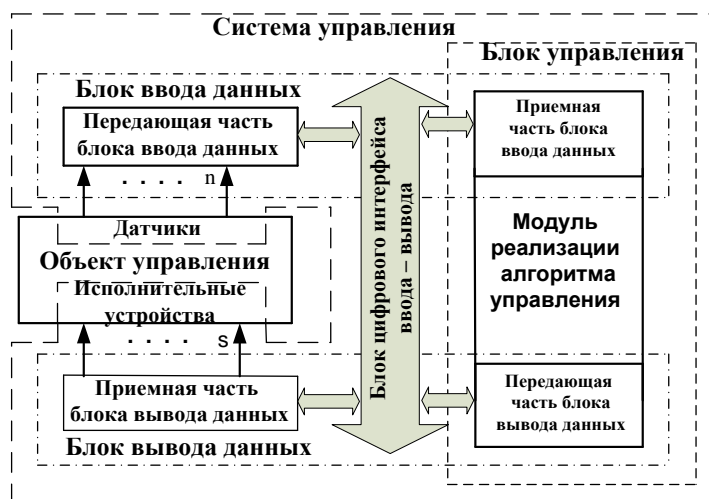 Система управления
Блок управления
Блок ввода данных
Передающая часть
блока ввода данных
. . . . n
Датчики
Объект управления
Исполнительные
устройства
. . . . s
Приемная часть
блока вывода данных
Блок вывода данных
Блок цифрового интерфейса
ввода – вывода
Приемная
часть блока
ввода данных
Модуль
реализации
алгоритма
управления
Передающая
часть блока
вывода данных